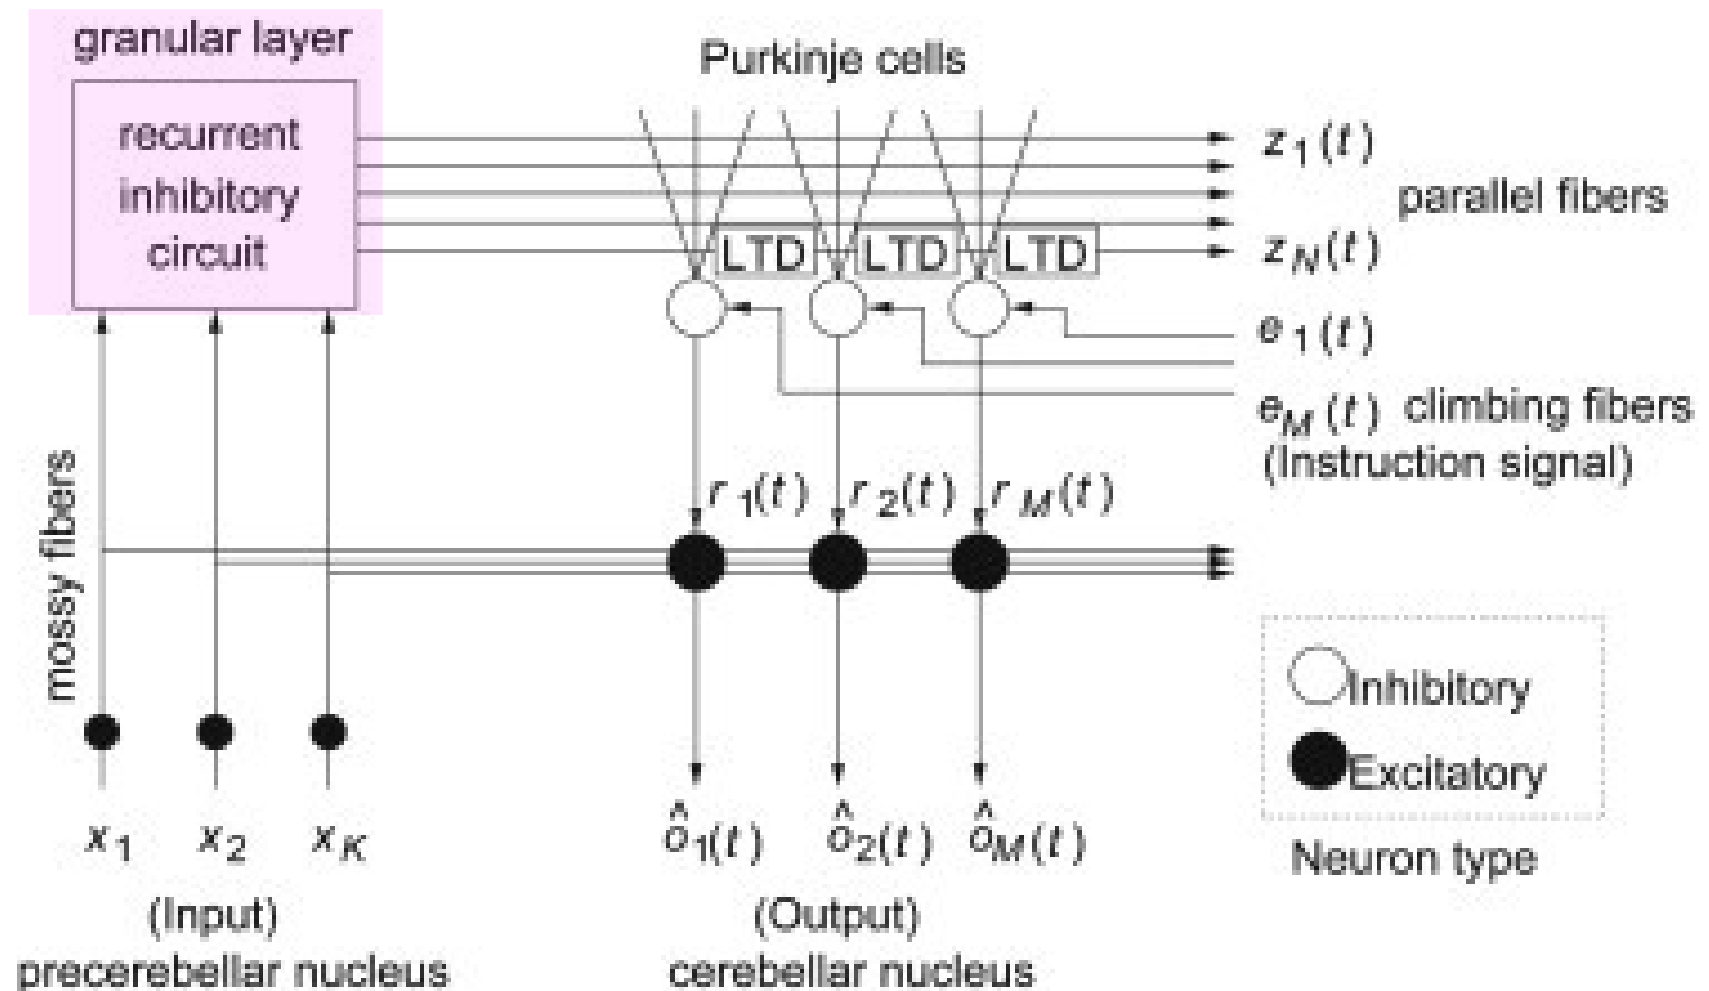 granular layer
recurrent
inhibitory
circuit
Purkinje cells
z1(t)
parallel fibers
zN(t)
LTD LTD LTD
e1(t)
eM(t) climbing fibers
(Instruction signal)
r1(t) r2(t) rM(t)
mossy fibers
Inhibitory
Excitatory
Neuron type
x1 x2 xK
(Input)
precerebellar nucleus
ô1(t) ô2(t) ôM(t)
(Output)
cerebellar nucleus